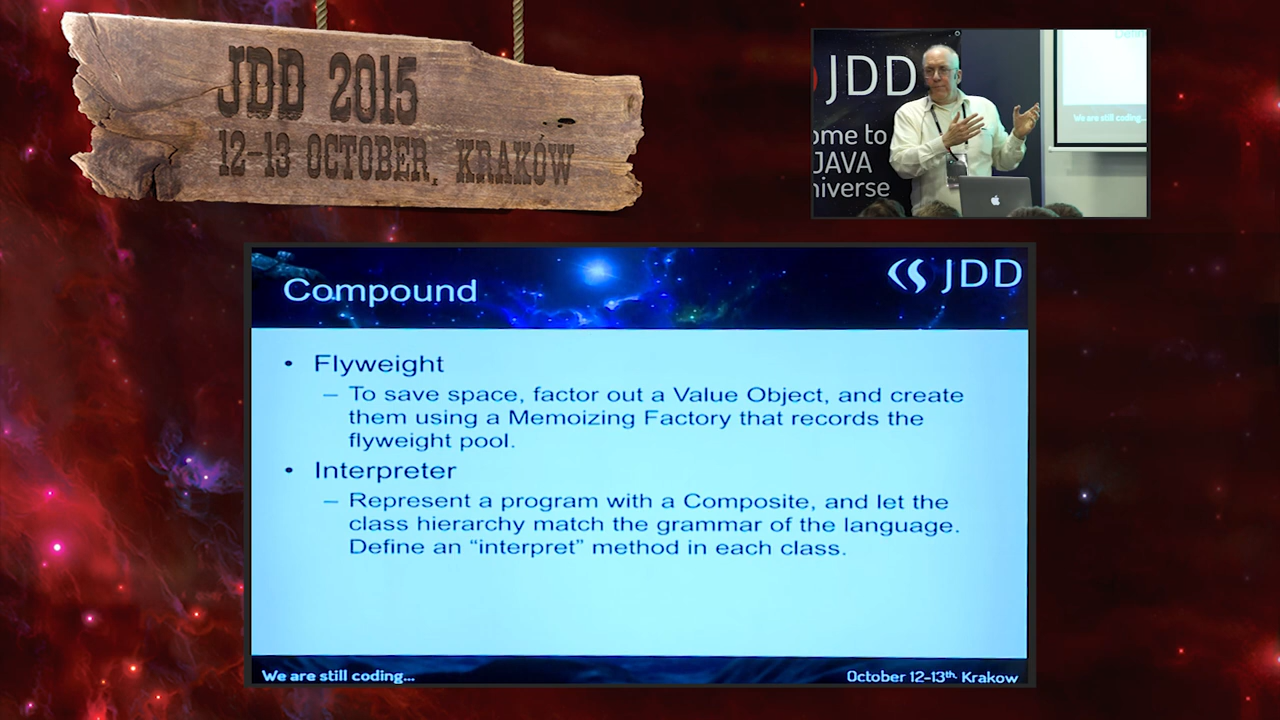 JDD 2015
12-13 OCTOBER, KRAKÓW
JDD
ome to
JAVA
niverse
Defin
We are still coding...
Compound
JDD
• Flyweight
– To save space, factor out a Value Object, and create
them using a Memoizing Factory that records the
flyweight pool.
• Interpreter
– Represent a program with a Composite, and let the
class hierarchy match the grammar of the language.
Define an “interpret” method in each class.
We are still coding...
October 12-13th, Krakow